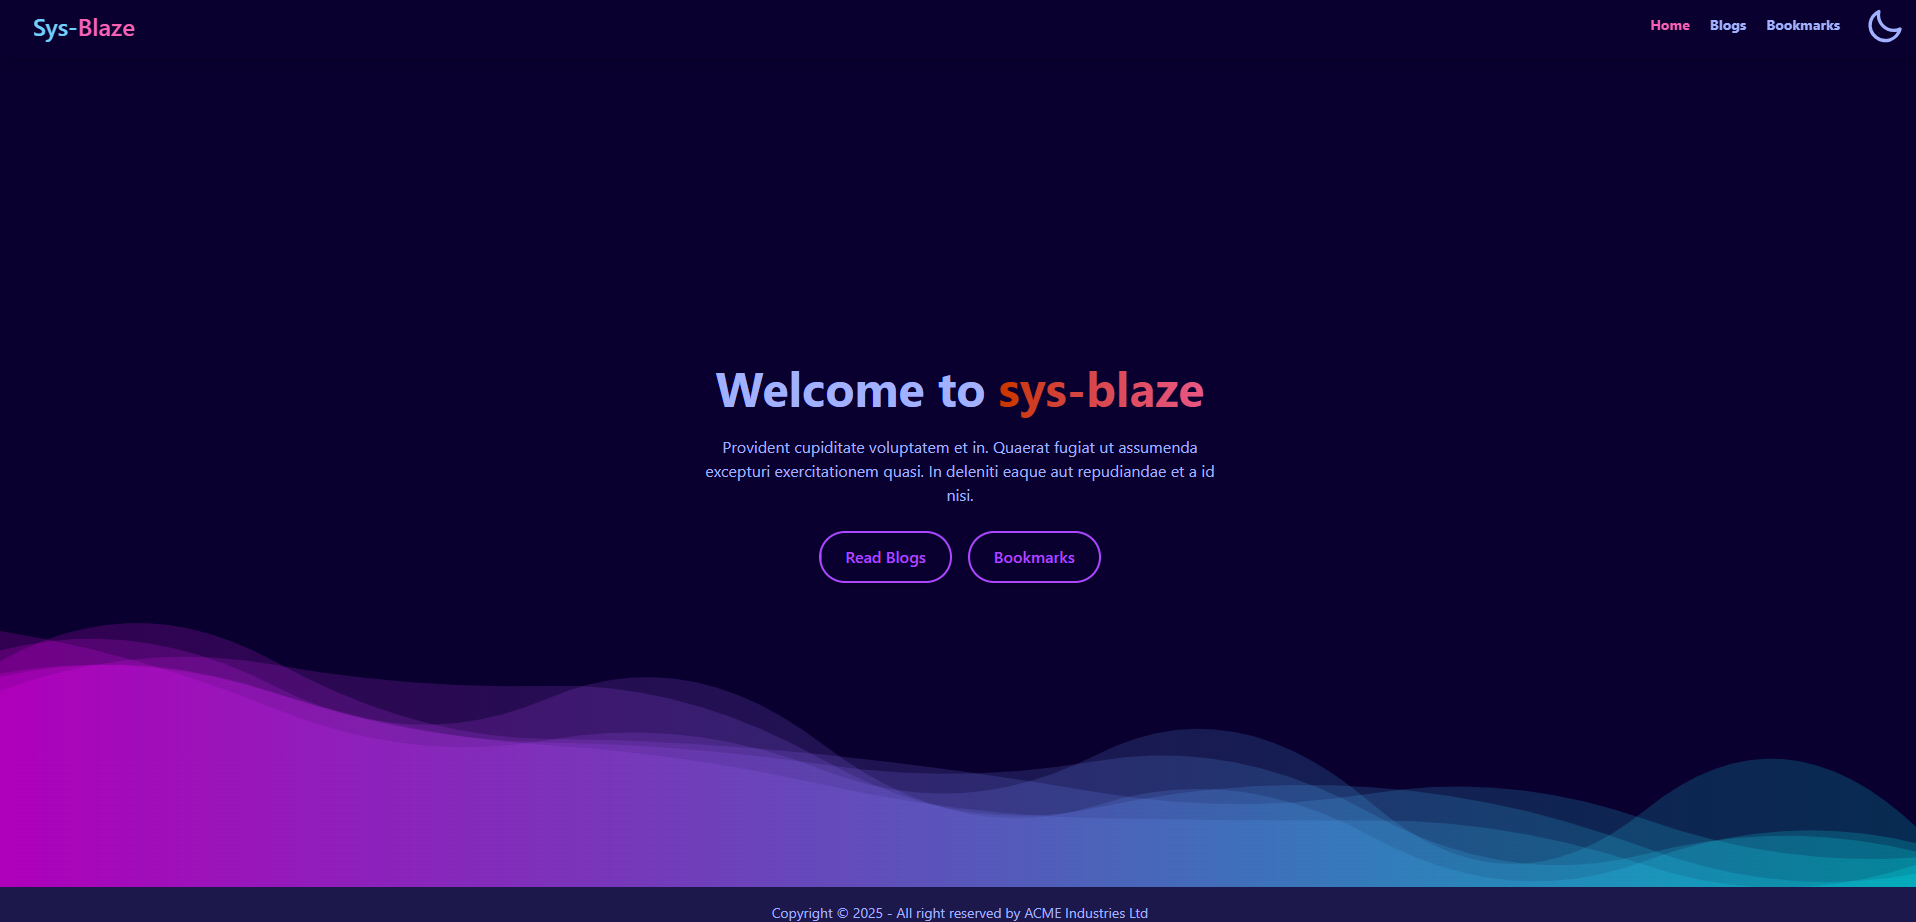 Sys-Blaze
Home Blogs Bookmarks
Welcome to sys-blaze
Provident cupiditate voluptatem et in. Quaerat fugiat ut assumenda
excepturi exercitationem quasi. In deleniti eaque aut repudiandae et a id
nisi.
Read Blogs Bookmarks
Copyright © 2025 - All right reserved by ACME Industries Ltd